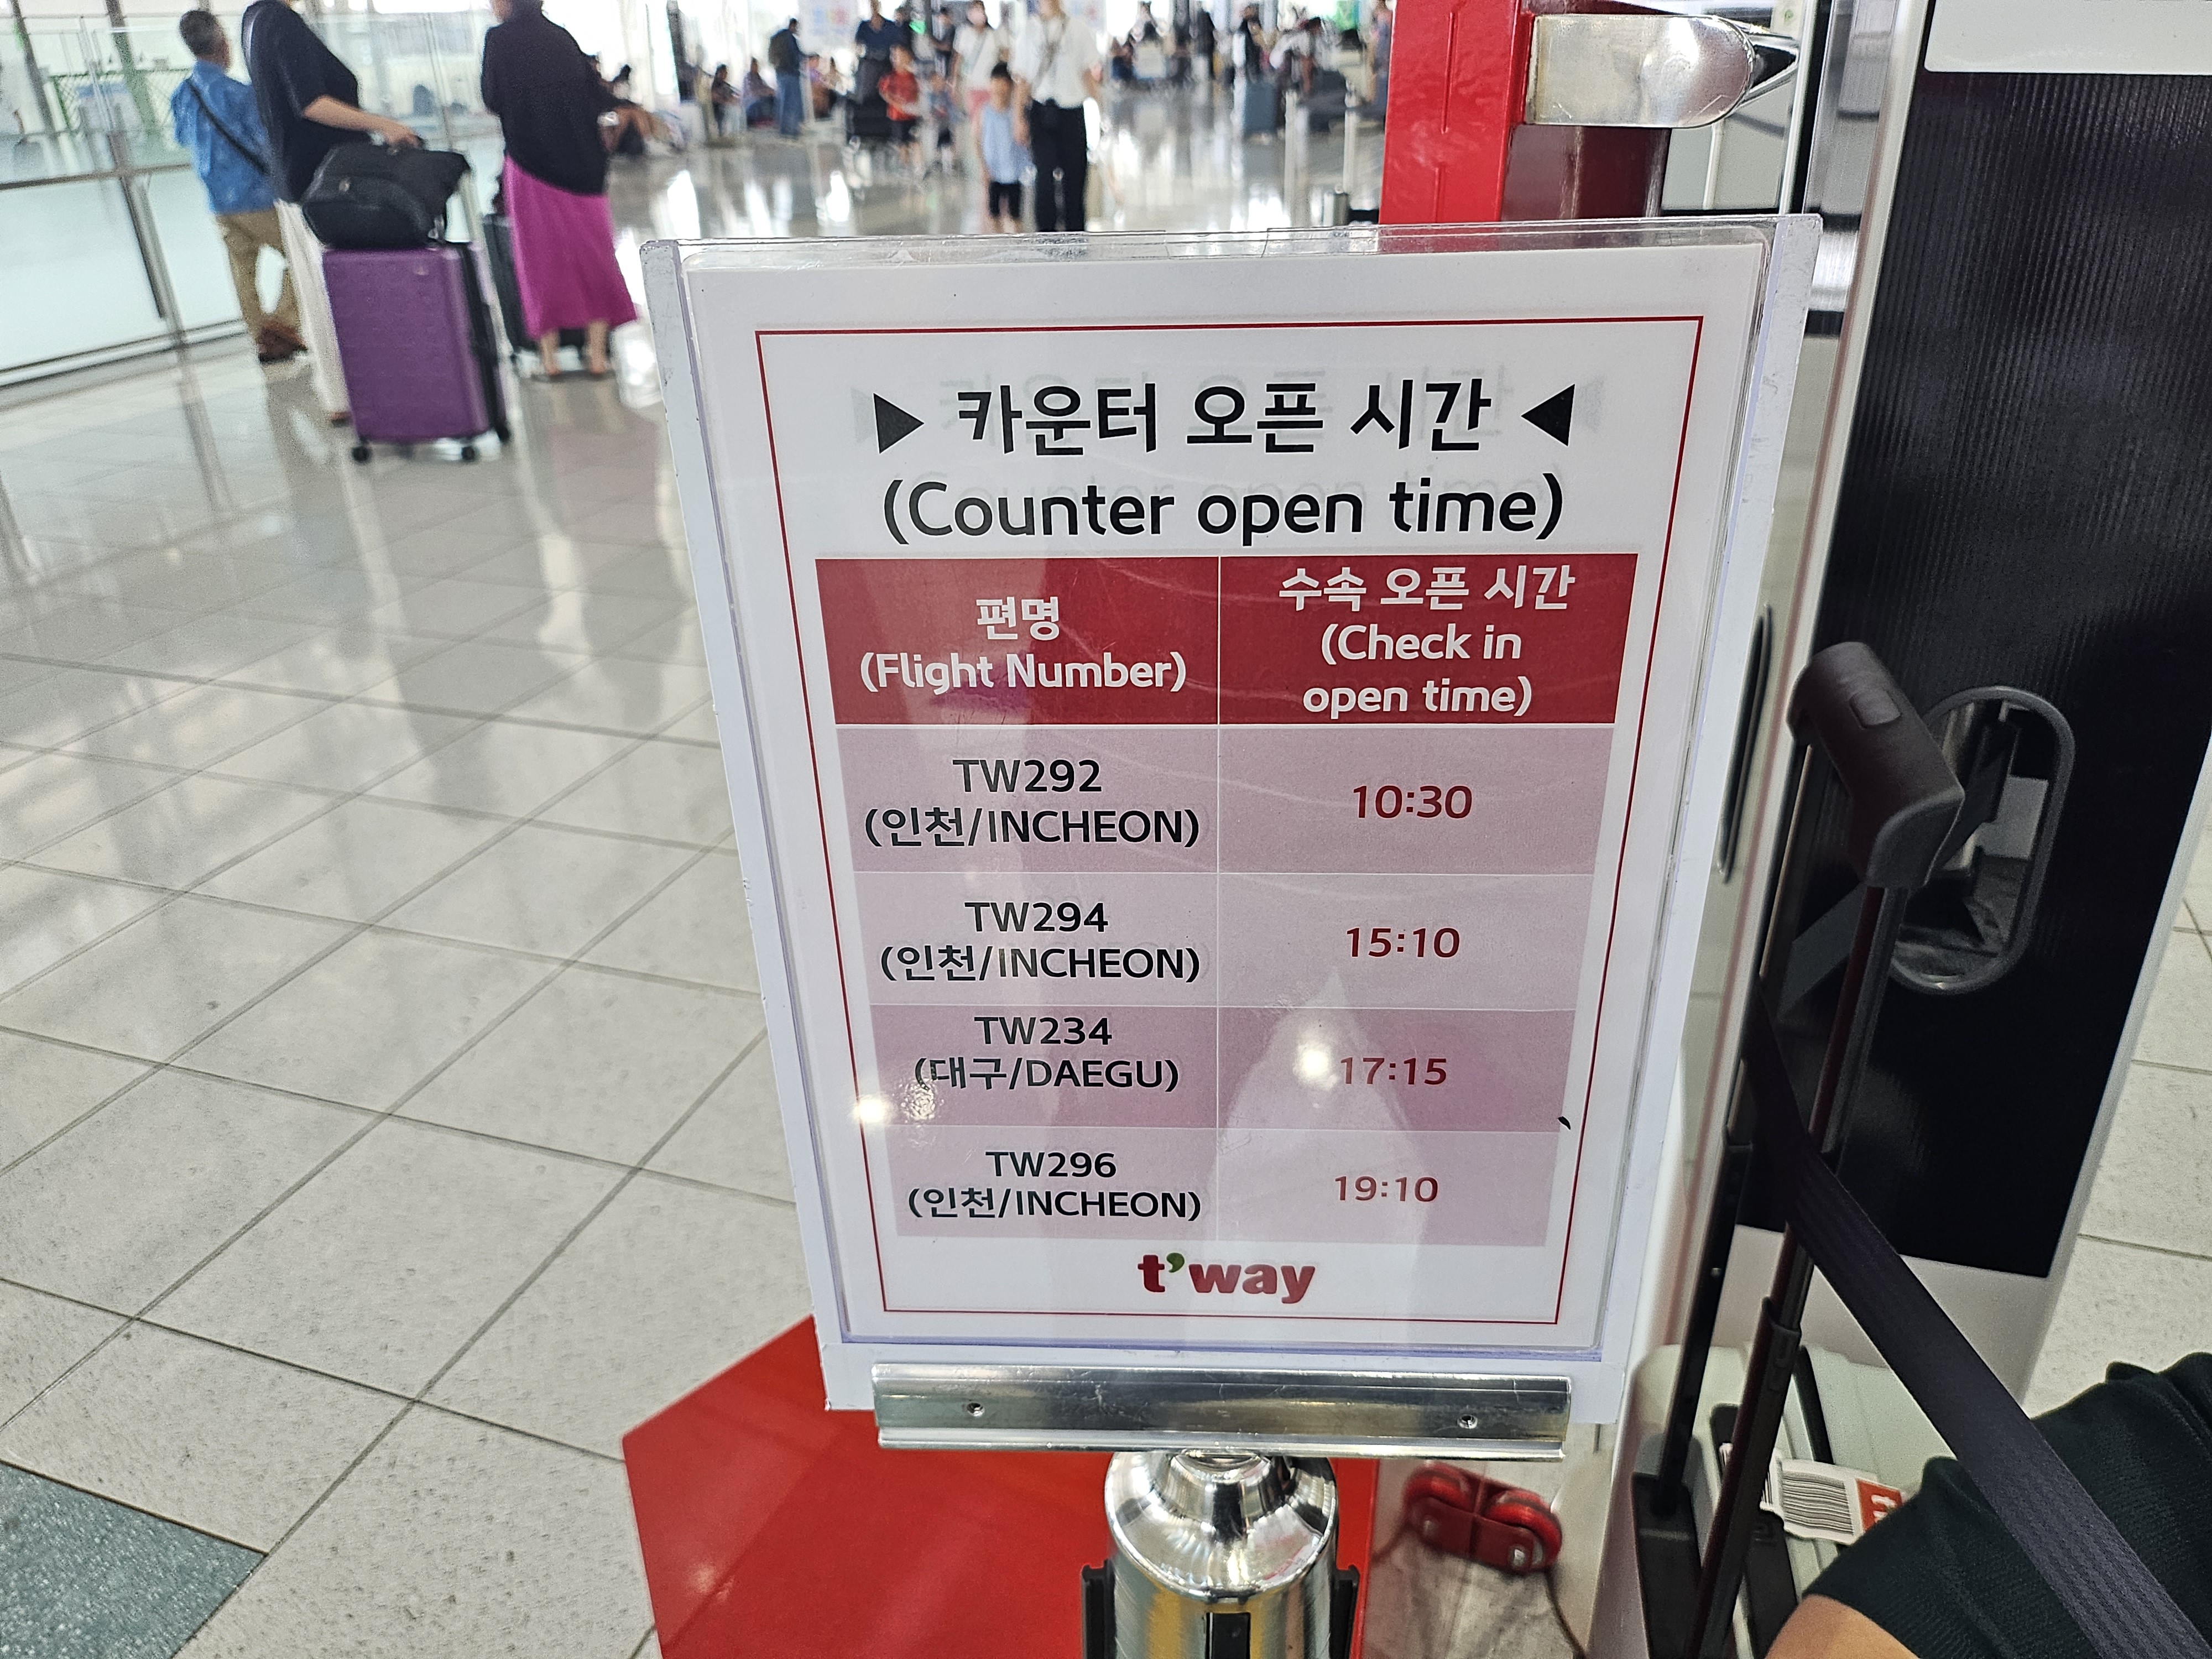 ▶ 카운터 오픈 시간 ◀
(Counter open time)
편명
(Flight Number)
수속 오픈 시간
(Check in
open time)
TW292
(인천/INCHEON)
10:30
TW294
(인천/INCHEON)
15:10
TW234
(대구/DAEGU)
17:15
TW296
(인천/INCHEON)
19:10
t'way